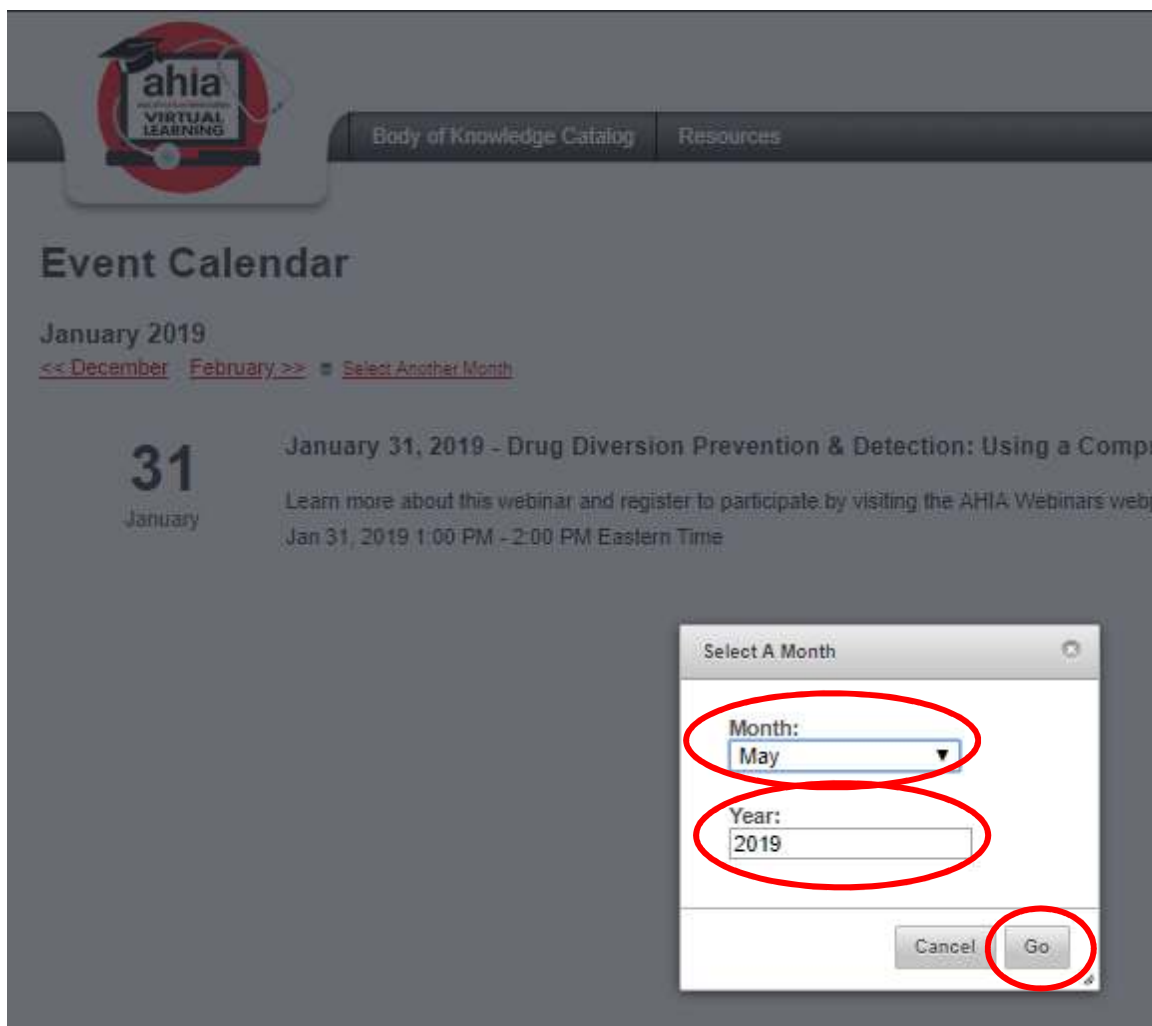 ahia
VIRTUAL
LEARNING
Body of Knowledge Catalog Resources
Event Calendar
January 2019
<< December February >> Select Another Month
31
January
January 31, 2019 - Drug Diversion Prevention & Detection: Using a Compr
Learn more about this webinar and register to participate by visiting the AHIA Webinars web
Jan 31, 2019 1:00 PM - 2:00 PM Eastern Time
Select A Month
Month:
May
Year:
2019
Cancel Go